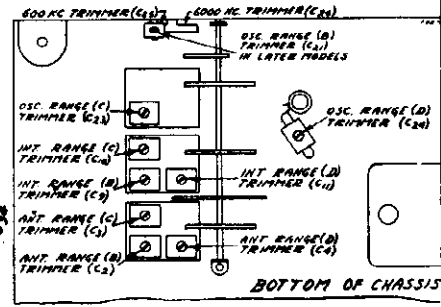 600 KC. TRIMMER (C25)
6000 KC. TRIMMER (C26)
OSC. RANGE (B)
TRIMMER (C21)
IN LATER MODELS
OSC. RANGE (C)
TRIMMER (C23)
OSC. RANGE (D)
TRIMMER (C24)
INT. RANGE (C)
TRIMMER (C10)
INT. RANGE (B)
TRIMMER (C9)
INT RANGE (D)
TRIMMER (C11)
ANT RANGE (C)
TRIMMER (C3)
ANT. RANGE (B)
TRIMMER (C2)
ANT RANGE (D)
TRIMMER (C4)
BOTTOM OF CHASSIS